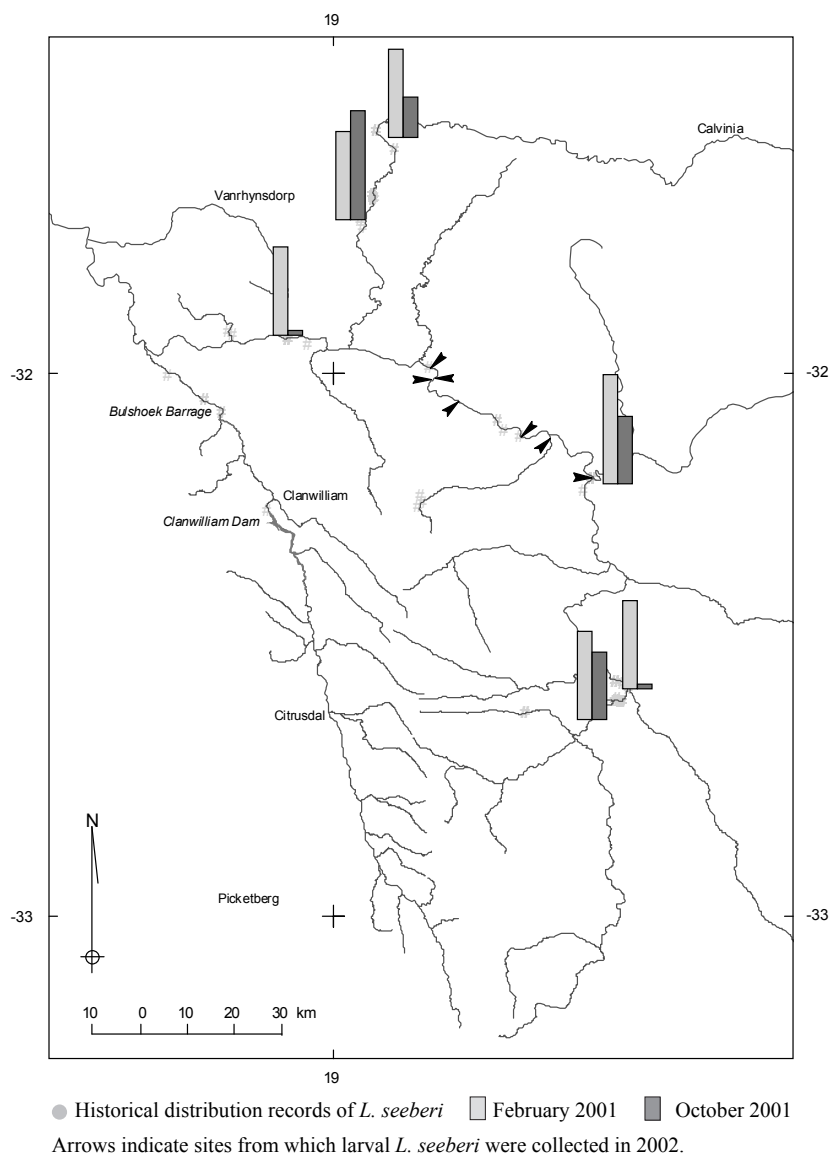 19
Calvinia
Vanrhynsdorp
-32 -32
Bulshoek Barrage
Clanwilliam
Clanwilliam Dam
Citrusdal
N
Picketberg
-33 -33
10 0 10 20 30 km
19
Historical distribution records of L. seeberi February 2001 October 2001
Arrows indicate sites from which larval L. seeberi were collected in 2002.